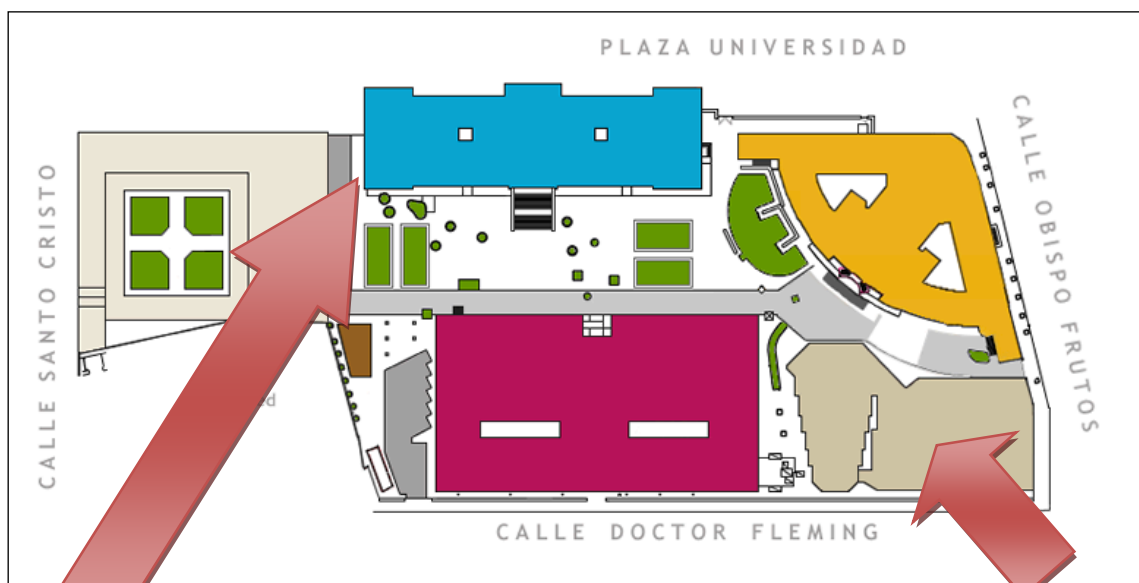 PLAZA UNIVERSIDAD
CALLE SANTO CRISTO
CALLE OBISPO FRUTOS
CALLE DOCTOR FLEMING